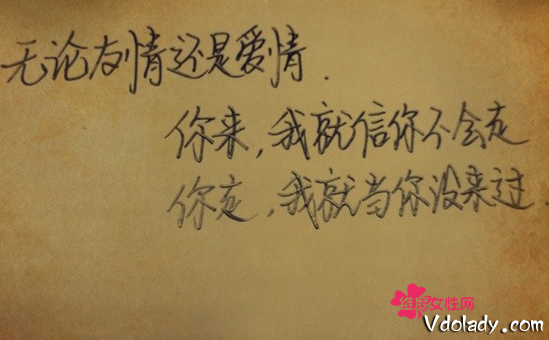 无论友情还是爱情.
你来,我就信你不会走
你走,我就当你没来过.
维都女性网
Vdolady.com